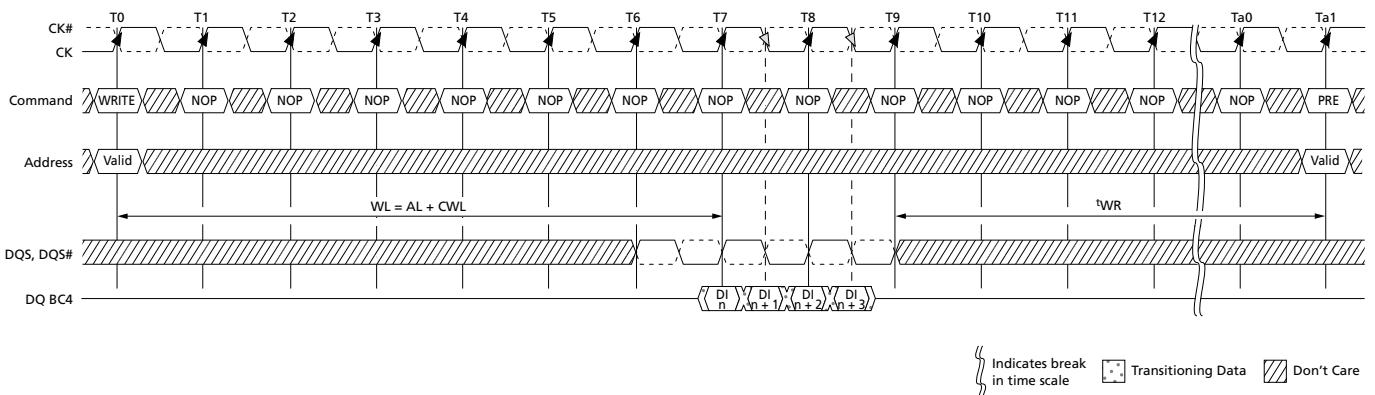 T0 T1 T2 T3 T4 T5 T6 T7 T8 T9 T10 T11 T12 Ta0 Ta1
CK#
CK
Command WRITE NOP NOP NOP NOP NOP NOP NOP NOP NOP NOP NOP NOP NOP PRE
Address Valid Valid
WL = AL + CWL tWR
DQS, DQS#
DQ BC4 DI n DI n + 1 DI n + 2 DI n + 3
Indicates break
in time scale
Transitioning Data
Don't Care